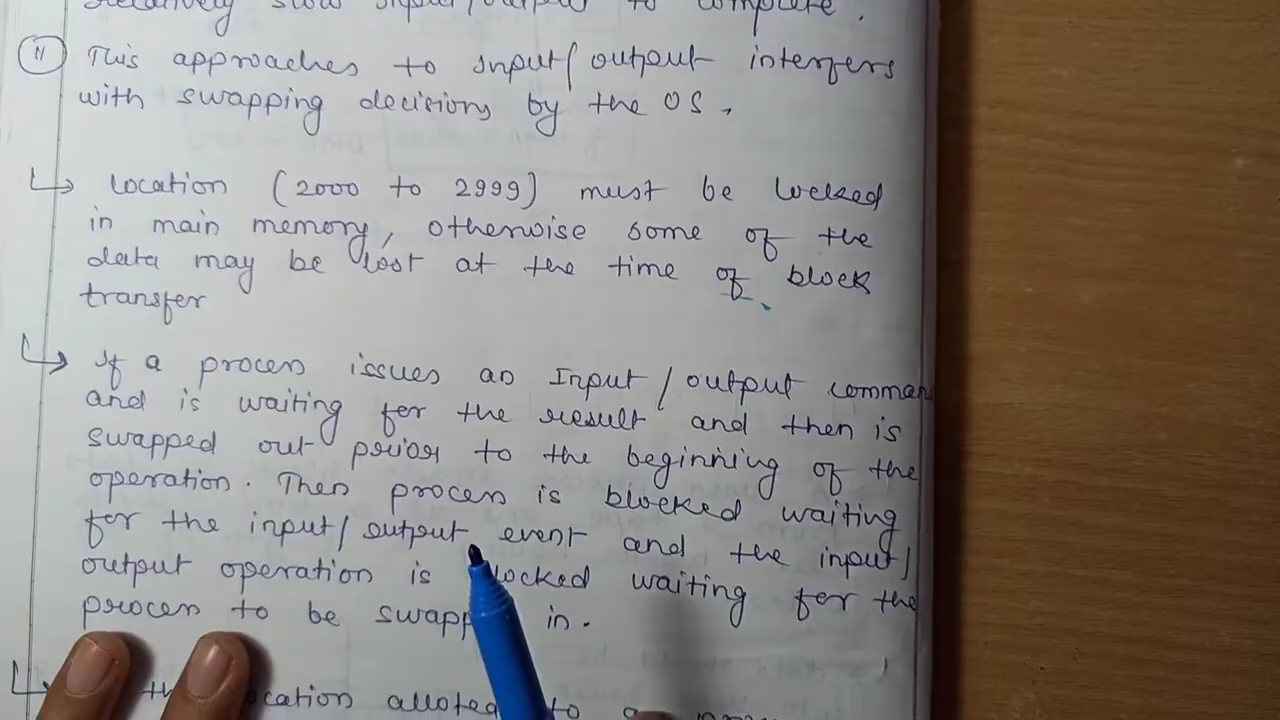 relatively slow input/output to complete.
11 This approaches to input/output interfers
with swapping decisions by the OS.
↳ location (2000 to 2999) must be locked
in main memory, otherwise some of the
data may be lost at the time of block
transfer
↳ If a process issues an Input/output comman
and is waiting for the result and then is
swapped out prior to the beginning of the
operation. Then process is blocked waiting
for the input/output event and the input/
output operation is locked waiting for the
process to be swapp in.
↳ location alloted to a